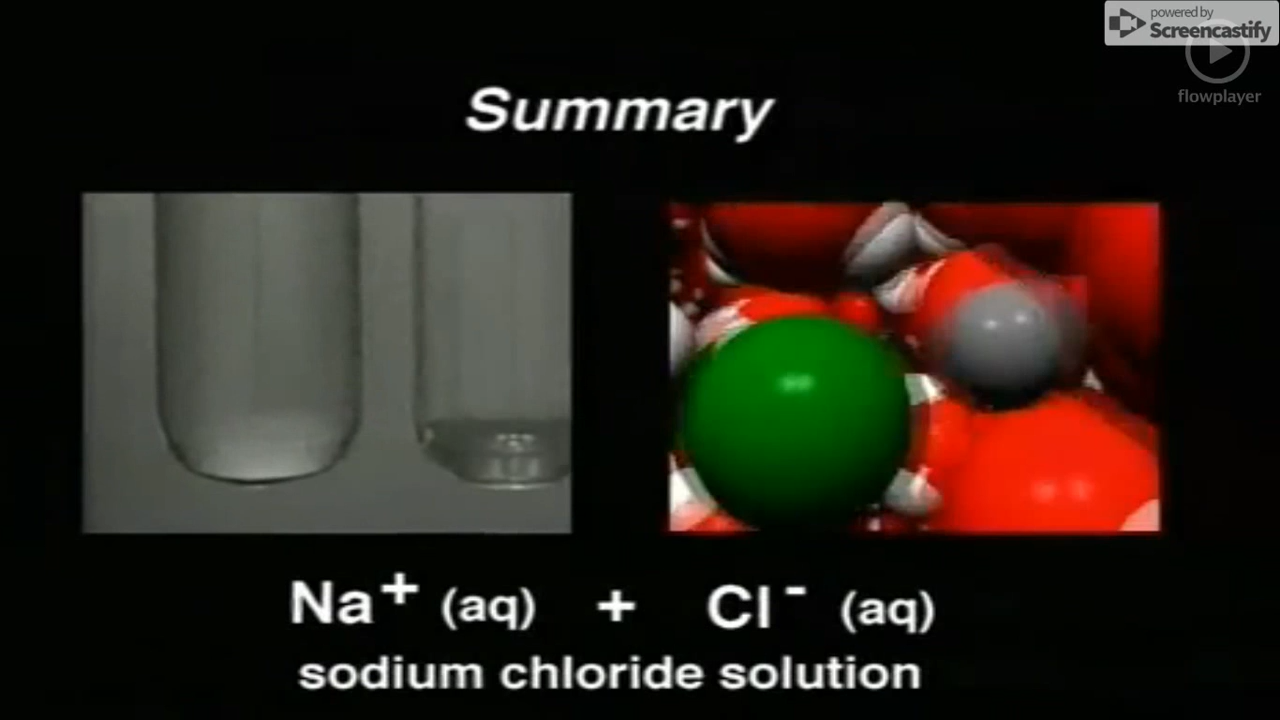 powered by
Screencastify
flowplayer
Summary
Na⁺ (aq) + Cl⁻ (aq)
sodium chloride solution